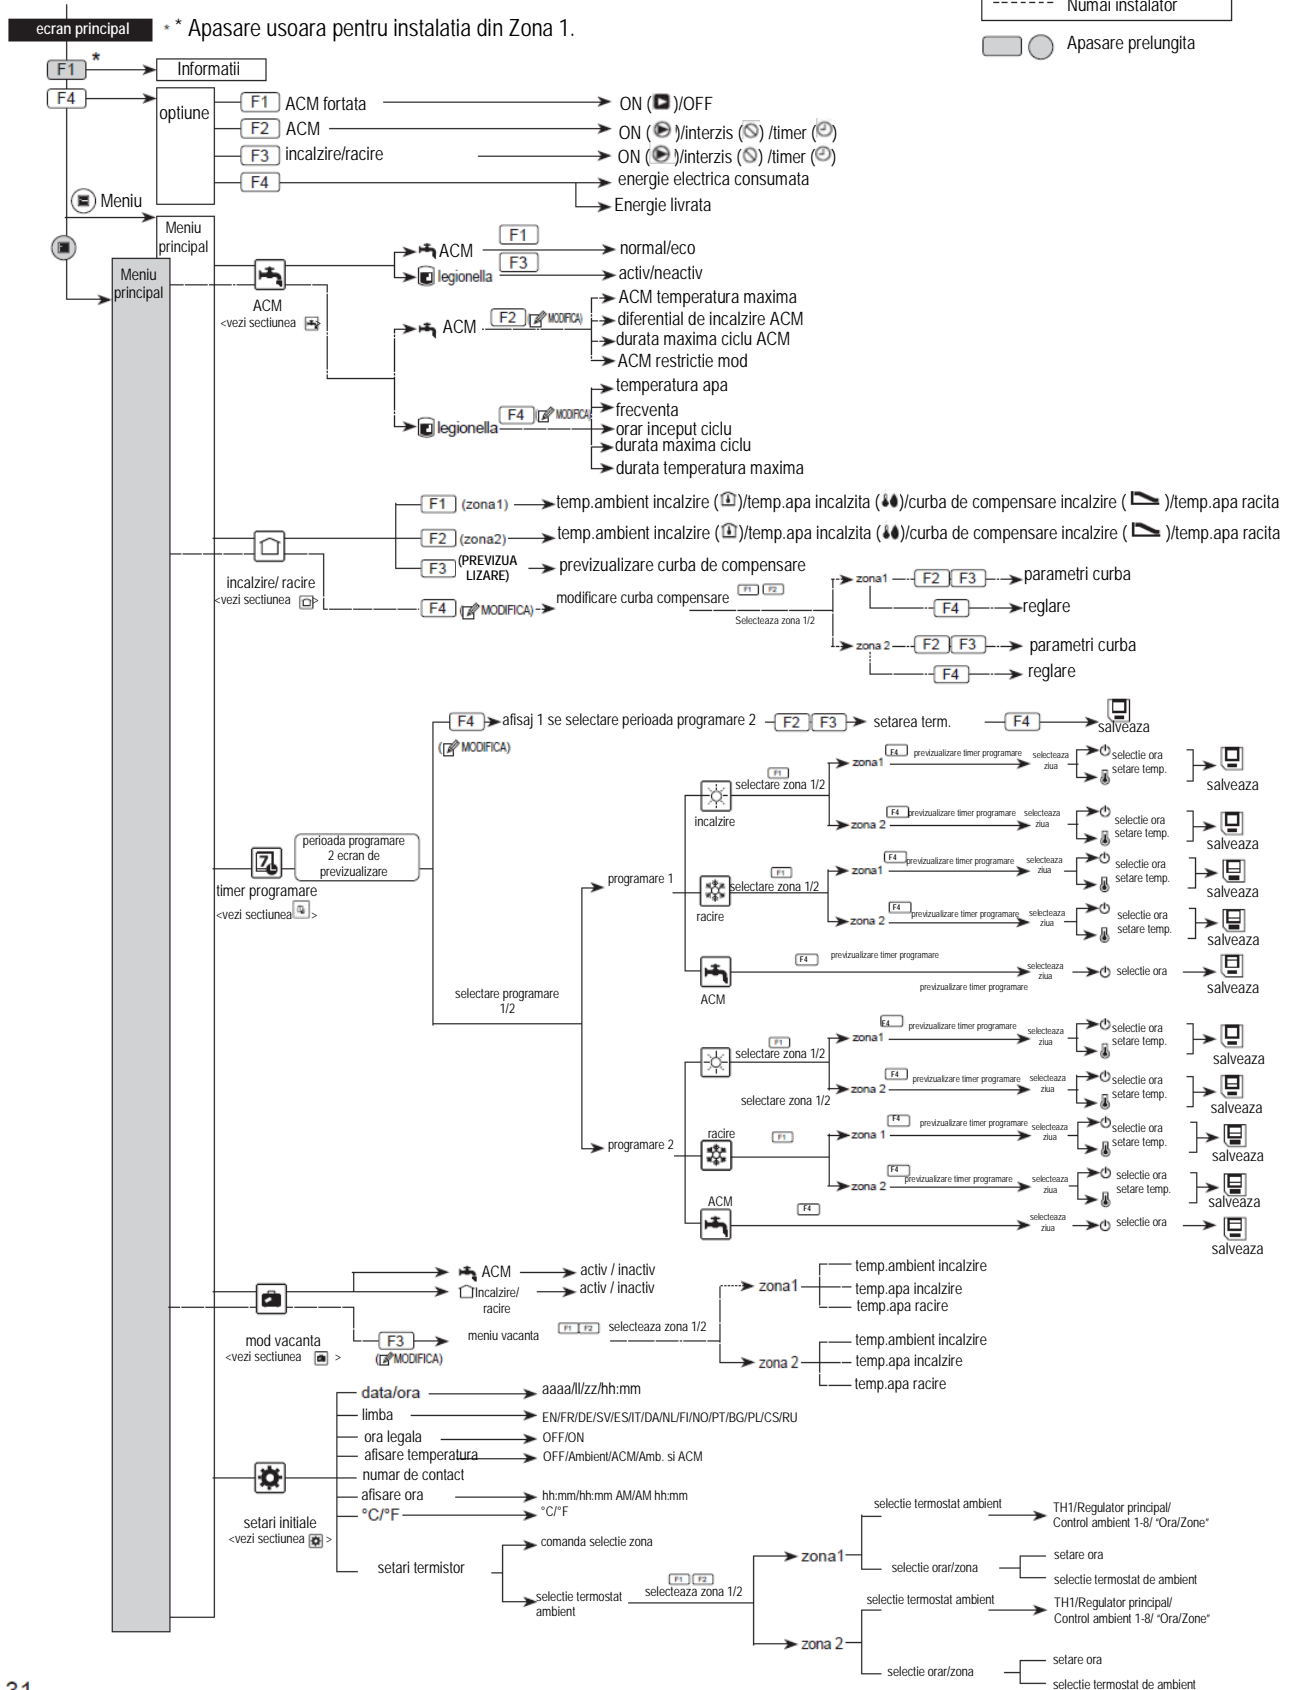 Numai instalator
ecran principal
* * Apasare usoara pentru instalatia din Zona 1.
Apasare prelungita
F1 * Informatii
F4 optiune
F1 ACM fortata ON ( )/OFF
F2 ACM ON ( )/interzis ( ) /timer ( )
F3 incalzire/racire ON ( )/interzis ( ) /timer ( )
F4 energie electrica consumata
Energie livrata
Meniu
Meniu
principal
Meniu
principal
ACM
<vezi sectiunea
ACM F1 normal/eco
legionella F3 activ/neactiv
ACM F2 ( MODIFICA)
ACM temperatura maxima
diferential de incalzire ACM
durata maxima ciclu ACM
ACM restrictie mod
legionella F4 ( MODIFICA)
temperatura apa
frecventa
orar inceput ciclu
durata maxima ciclu
durata temperatura maxima
incalzire/ racire
<vezi sectiunea >
F1 (zona1) temp.ambient incalzire ( )/temp.apa incalzita ( )/curba de compensare incalzire ( )/temp.apa racita
F2 (zona2) temp.ambient incalzire ( )/temp.apa incalzita ( )/curba de compensare incalzire ( )/temp.apa racita
F3 (PREVIZUA
LIZARE) previzualizare curba de compensare
F4 ( MODIFICA) modificare curba compensare F1 F2
Selecteaza zona 1/2
zona1 F2 F3 parametri curba
F4 reglare
zona 2 F2 F3 parametri curba
F4 reglare
timer programare
<vezi sectiunea >
perioada programare
2 ecran de
previzualizare
F4 afisaj 1 se selectare perioada programare 2 F2 F3 setarea term. F4 salveaza
( MODIFICA)
selectare programare
1/2
programare 1
incalzire
F1
selectare zona 1/2
zona1 F4 previzualizare timer programare selecteaza
ziua
selectie ora
setare temp.
salveaza
zona 2 F4 previzualizare timer programare selecteaza
ziua
selectie ora
setare temp.
salveaza
racire
F1
selectare zona 1/2
zona1 F4 previzualizare timer programare selecteaza
ziua
selectie ora
setare temp.
salveaza
zona 2 F4 previzualizare timer programare selecteaza
ziua
selectie ora
setare temp.
salveaza
ACM
F4 previzualizare timer programare
selecteaza
ziua
selectie ora
salveaza
previzualizare timer programare
programare 2
F1
selectare zona 1/2
zona1 F4 previzualizare timer programare selecteaza
ziua
selectie ora
setare temp.
salveaza
zona 2 F4 previzualizare timer programare selecteaza
ziua
selectie ora
setare temp.
salveaza
selectare zona 1/2
racire
F1
zona 1 F4 previzualizare timer programare selecteaza
ziua
selectie ora
setare temp.
salveaza
zona 2 F4 previzualizare timer programare selecteaza
ziua
selectie ora
setare temp.
salveaza
ACM
F4
selecteaza
ziua
selectie ora
salveaza
mod vacanta
<vezi sectiunea >
ACM activ / inactiv
Incalzire/
racire
activ / inactiv
F3
( MODIFICA)
meniu vacanta F1 F2 selecteaza zona 1/2
zona1
temp.ambient incalzire
temp.apa incalzire
temp.apa racire
zona 2
temp.ambient incalzire
temp.apa incalzire
temp.apa racire
setari initiale
<vezi sectiunea >
data/ora aaaa/ll/zz/hh:mm
limba EN/FR/DE/SV/ES/IT/DA/NL/FI/NO/PT/BG/PL/CS/RU
ora legala OFF/ON
afisare temperatura OFF/Ambient/ACM/Amb. si ACM
numar de contact
afisare ora hh:mm/hh:mm AM/AM hh:mm
°C/°F °C/°F
setari termistor
comanda selectie zona
selectie termostat
ambient
F1 F2
selecteaza zona 1/2
zona1
selectie termostat ambient
TH1/Regulator principal/
Control ambient 1-8/ “Ora/Zone”
selectie orar/zona
setare ora
selectie termostat de ambient
zona 2
selectie termostat ambient
TH1/Regulator principal/
Control ambient 1-8/ “Ora/Zone”
selectie orar/zona
setare ora
selectie termostat de ambient
31